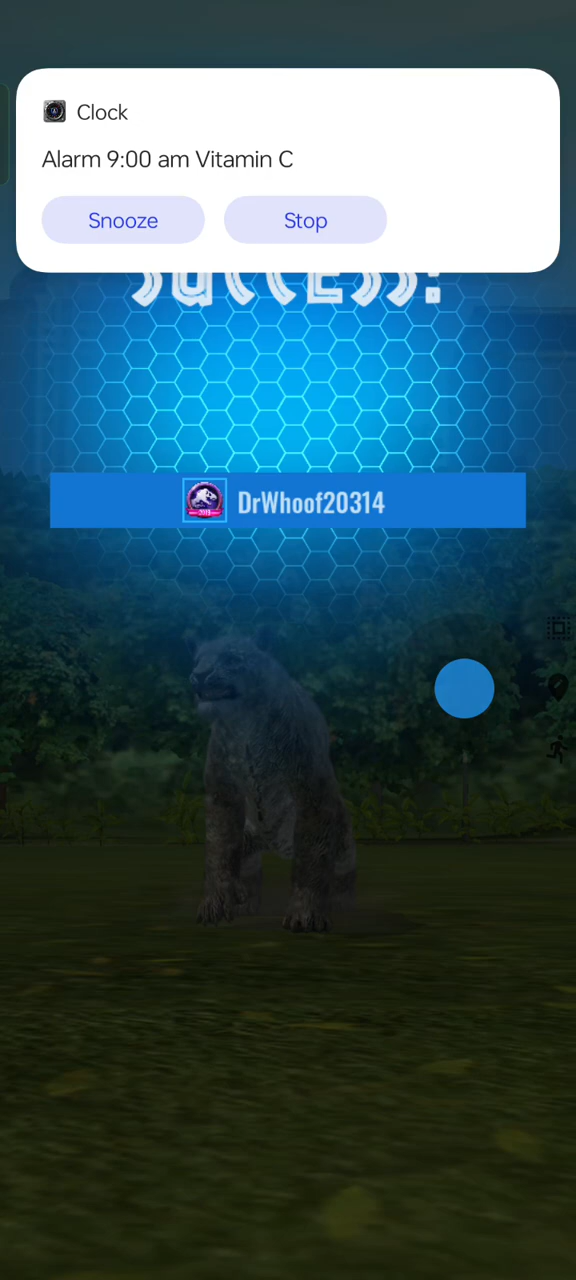 Clock
Alarm 9:00 am Vitamin C
Snooze Stop
SUCCESS!
DrWhoof20314